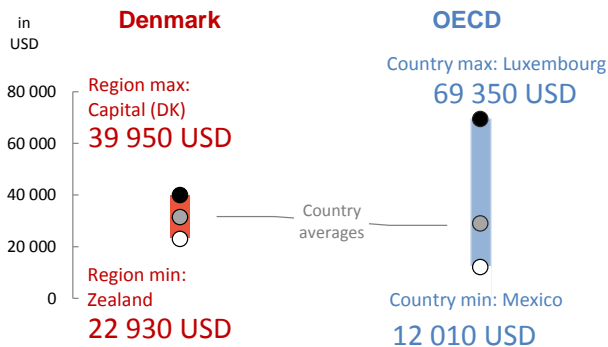 in
USD
Denmark
OECD
Region max:
Capital (DK)
39 950 USD
Country max: Luxembourg
69 350 USD
80 000
60 000
40 000
20 000
0
Country
averages
Region min:
Zealand
22 930 USD
Country min: Mexico
12 010 USD